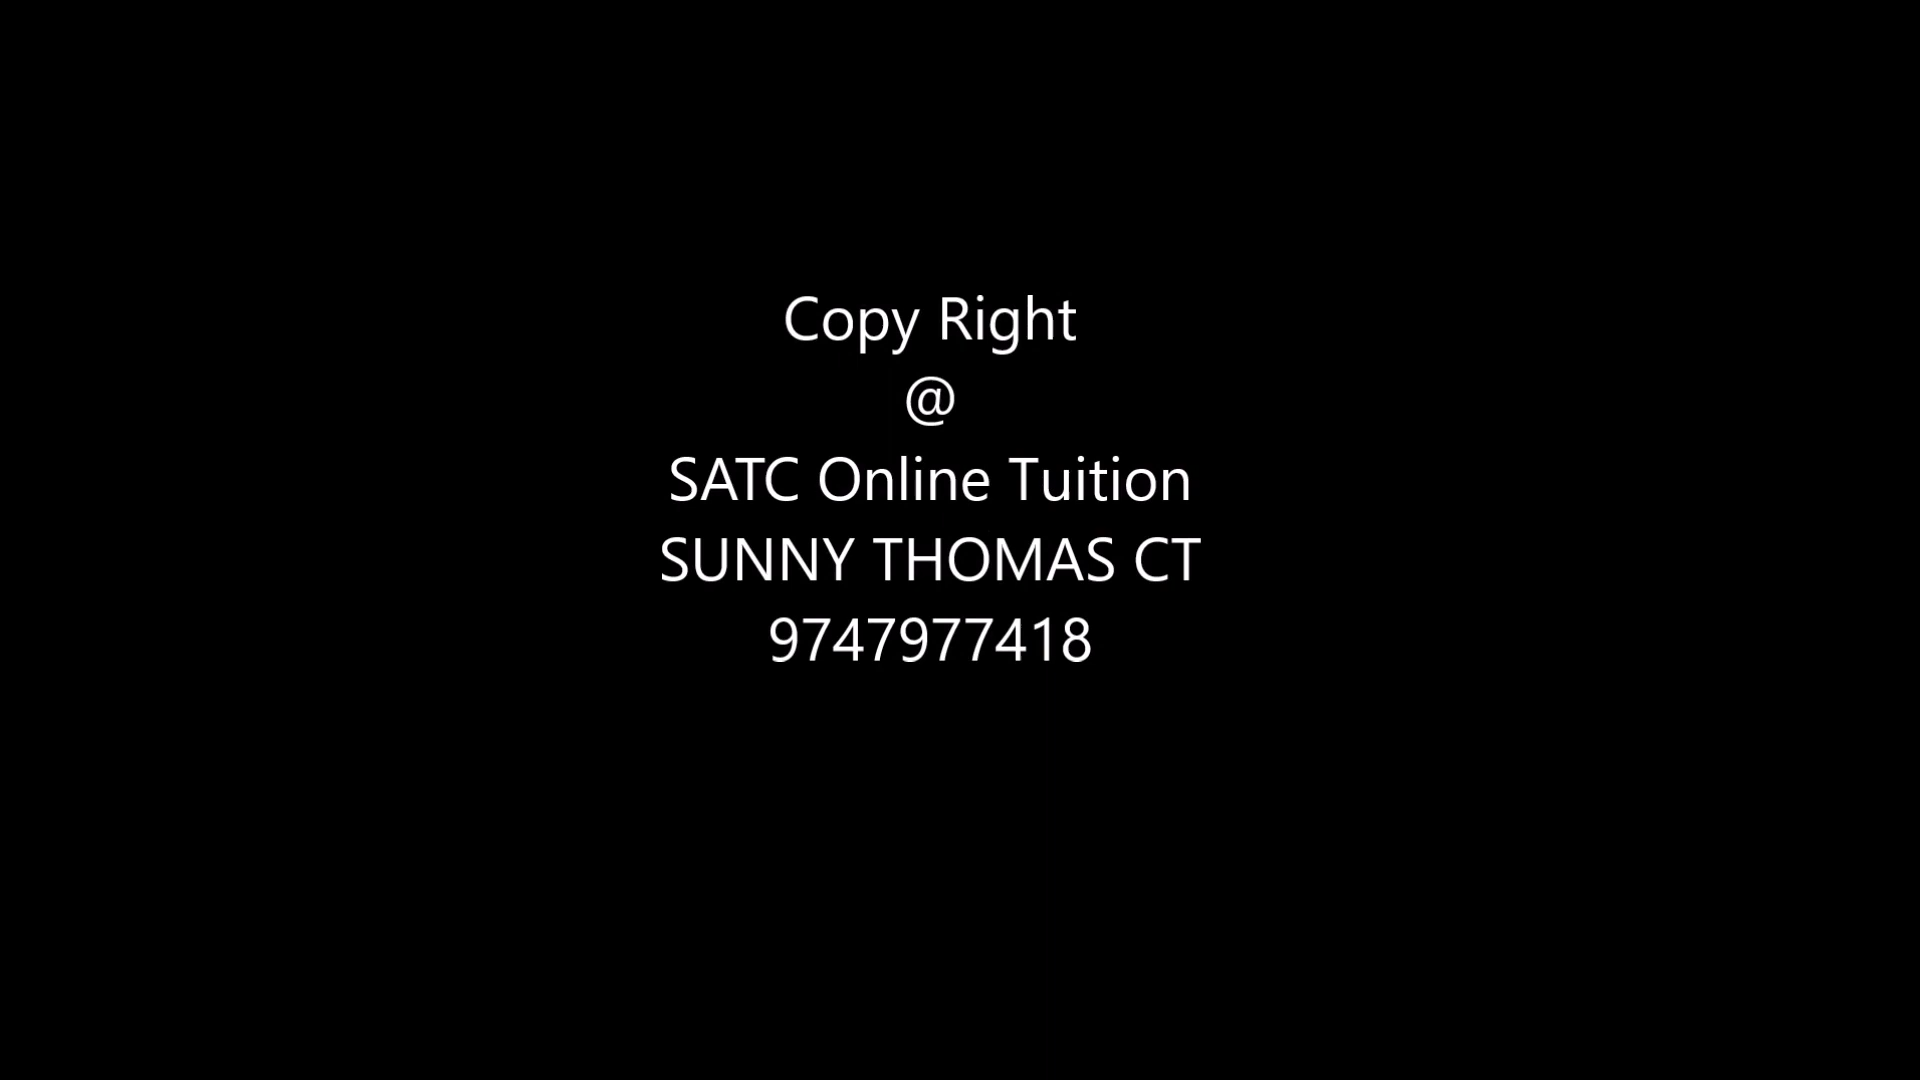 Copy Right
@
SATC Online Tuition
SUNNY THOMAS CT
9747977418